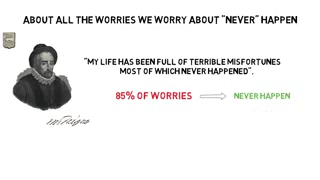 ABOUT ALL THE WORRIES WE WORRY ABOUT "NEVER" HAPPEN
"MY LIFE HAS BEEN FULL OF TERRIBLE MISFORTUNES
MOST OF WHICH NEVER HAPPENED".
85% OF WORRIES NEVER HAPPEN